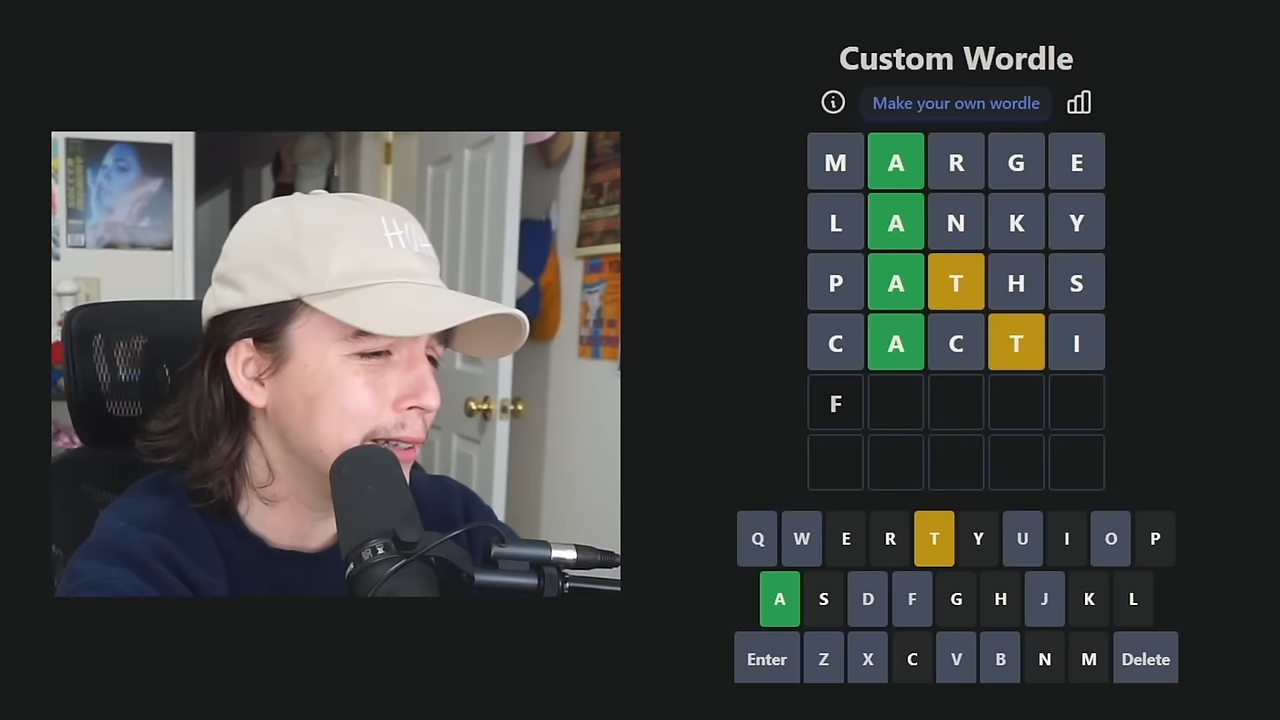 Custom Wordle
Make your own wordle
M A R G E
L A N K Y
P A T H S
C A C T I
F
Q W E R T Y U I O P
A S D F G H J K L
Enter Z X C V B N M Delete